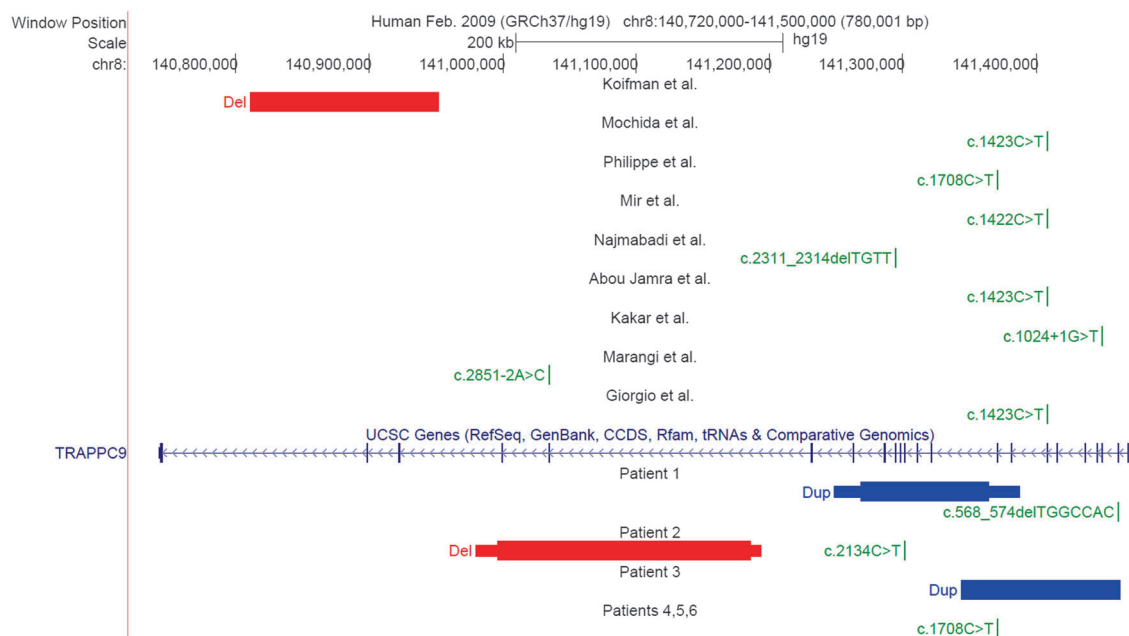 Window Position Human Feb. 2009 (GRCh37/hg19) chr8:140,720,000-141,500,000 (780,001 bp)
Scale 200 kb hg19
chr8: 140,800,000 140,900,000 141,000,000 141,100,000 141,200,000 141,300,000 141,400,000
Koifman et al.
Del
Mochida et al.
c.1423C>T
Philippe et al.
c.1708C>T
Mir et al.
c.1422C>T
Najmabadi et al.
c.2311_2314delTGTT
Abou Jamra et al.
c.1423C>T
Kakar et al.
c.1024+1G>T
Marangi et al.
c.2851-2A>C
Giorgio et al.
c.1423C>T
UCSC Genes (RefSeq, GenBank, CCDS, Rfam, tRNAs & Comparative Genomics)
TRAPPC9
Patient 1
Dup
c.568_574delTGGCCAC
Patient 2
Del c.2134C>T
Patient 3
Dup
Patients 4,5,6
c.1708C>T